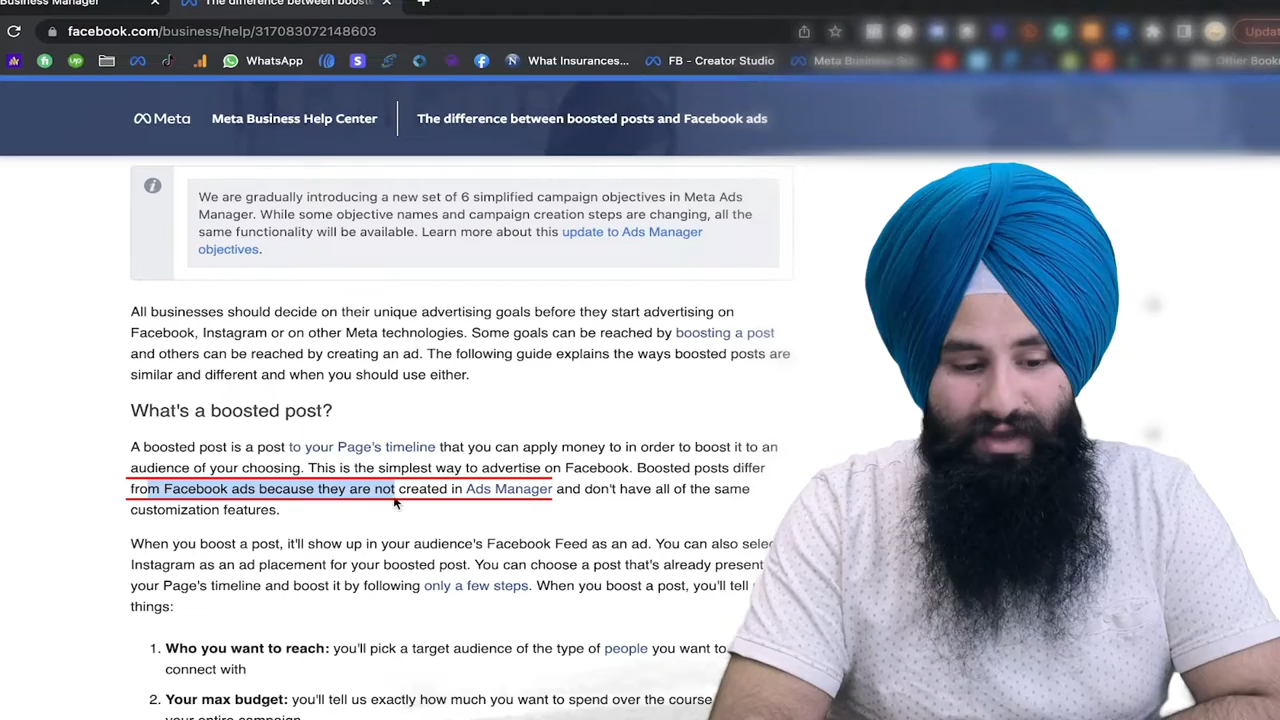 Business Manager
The difference between boost
facebook.com/business/help/317083072148603
Updat
WhatsApp
What Insurances...
FB - Creator Studio
Meta Business Su
Other Book
Meta
Meta Business Help Center
The difference between boosted posts and Facebook ads
We are gradually introducing a new set of 6 simplified campaign objectives in Meta Ads
Manager. While some objective names and campaign creation steps are changing, all the
same functionality will be available. Learn more about this update to Ads Manager
objectives.
All businesses should decide on their unique advertising goals before they start advertising on
Facebook, Instagram or on other Meta technologies. Some goals can be reached by boosting a post
and others can be reached by creating an ad. The following guide explains the ways boosted posts are
similar and different and when you should use either.
What's a boosted post?
A boosted post is a post to your Page's timeline that you can apply money to in order to boost it to an
audience of your choosing. This is the simplest way to advertise on Facebook. Boosted posts differ
from Facebook ads because they are not created in Ads Manager and don't have all of the same
customization features.
When you boost a post, it'll show up in your audience's Facebook Feed as an ad. You can also selec
Instagram as an ad placement for your boosted post. You can choose a post that's already present
your Page's timeline and boost it by following only a few steps. When you boost a post, you'll tell
things:
1. Who you want to reach: you'll pick a target audience of the type of people you want to
connect with
2. Your max budget: you'll tell us exactly how much you want to spend over the course
your entire campaign